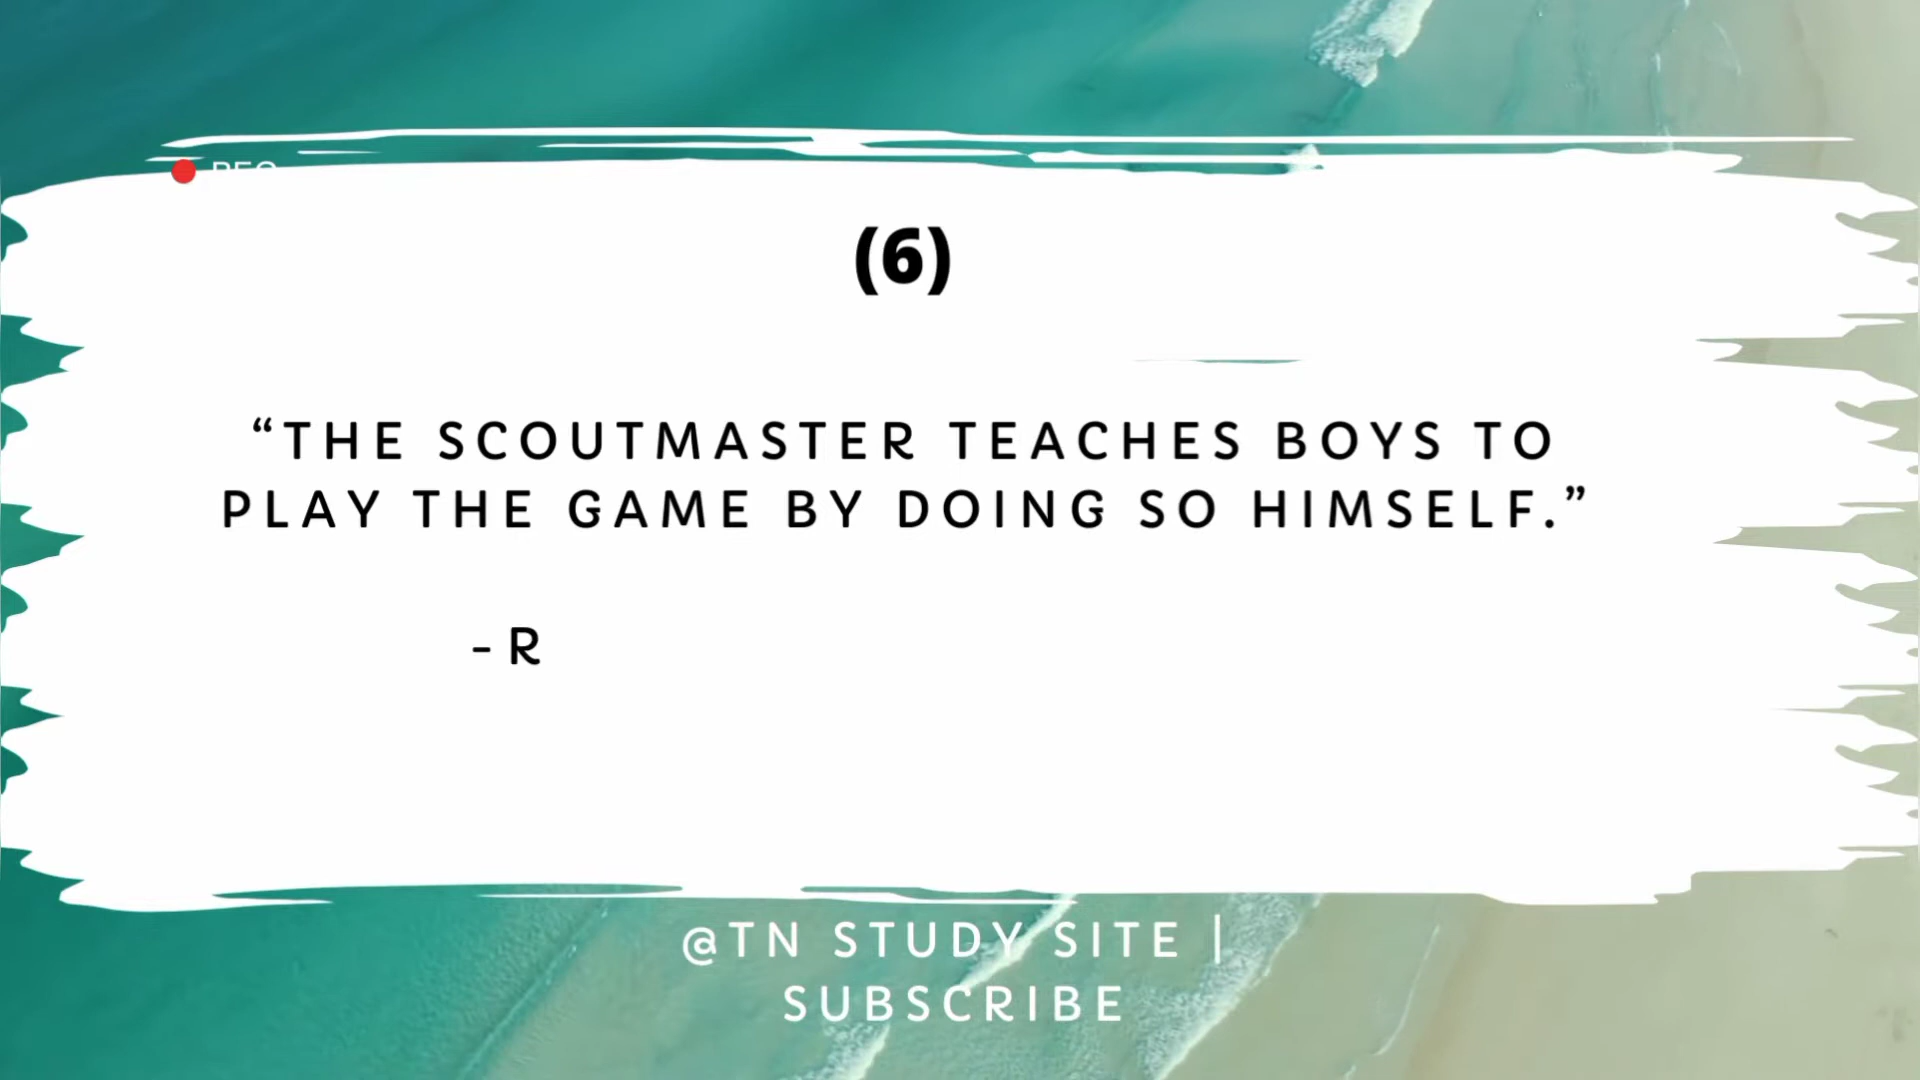 (6)
“THE SCOUTMASTER TEACHES BOYS TO
PLAY THE GAME BY DOING SO HIMSELF.”
- R
@TN STUDY SITE |
SUBSCRIBE